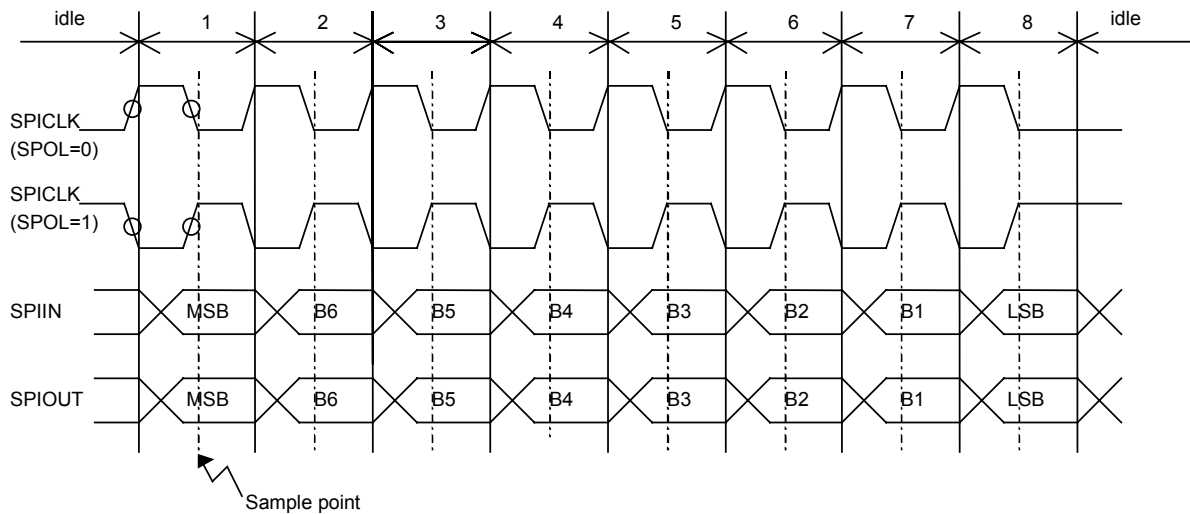 idle 1 2 3 4 5 6 7 8 idle
SPICLK
(SPOL=0)
SPICLK
(SPOL=1)
SPIIN MSB B6 B5 B4 B3 B2 B1 LSB
SPIOUT MSB B6 B5 B4 B3 B2 B1 LSB
Sample point